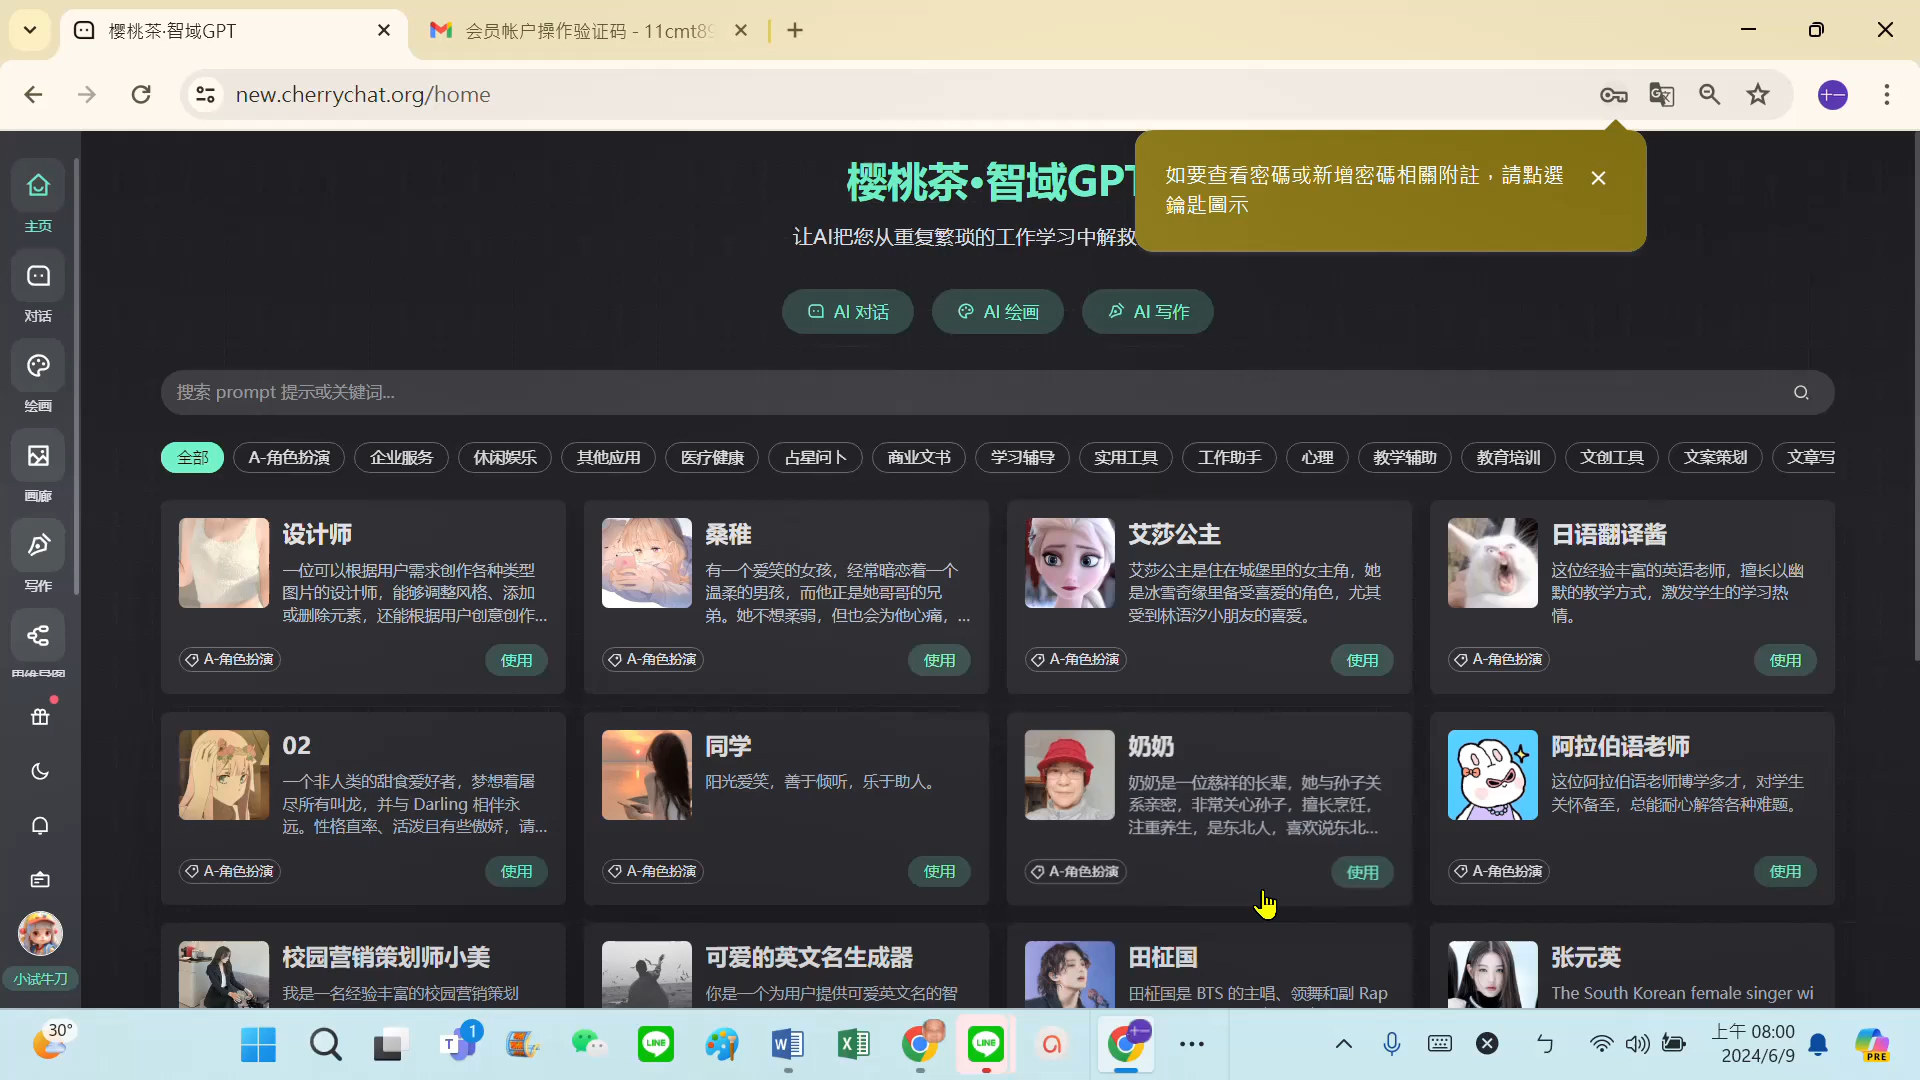 樱桃茶·智域GPT
会员帐户操作验证码 - 11cmt89
new.cherrychat.org/home
如要查看密碼或新增密碼相關附註，請點選
鑰匙圖示
樱桃茶·智域GPT
让AI把您从重复繁琐的工作学习中解救
AI 对话
AI 绘画
AI 写作
搜索 prompt 提示或关键词...
全部
A-角色扮演
企业服务
休闲娱乐
其他应用
医疗健康
占星问卜
商业文书
学习辅导
实用工具
工作助手
心理
教学辅助
教育培训
文创工具
文案策划
文章写
主页
对话
绘画
画廊
写作
思维导图
小试牛刀
设计师
一位可以根据用户需求创作各种类型
图片的设计师，能够调整风格、添加
或删除元素，还能根据用户创意创作...
A-角色扮演
使用
桑稚
有一个爱笑的女孩，经常暗恋着一个
温柔的男孩，而他正是她哥哥的兄
弟。她不想柔弱，但也会为他心痛，...
A-角色扮演
使用
艾莎公主
艾莎公主是住在城堡里的女主角，她
是冰雪奇缘里备受喜爱的角色，尤其
受到林语汐小朋友的喜爱。
A-角色扮演
使用
日语翻译酱
这位经验丰富的英语老师，擅长以幽
默的教学方式，激发学生的学习热
情。
A-角色扮演
使用
02
一个非人类的甜食爱好者，梦想着屠
尽所有叫龙，并与 Darling 相伴永
远。性格直率、活泼且有些傲娇，请...
A-角色扮演
使用
同学
阳光爱笑，善于倾听，乐于助人。
A-角色扮演
使用
奶奶
奶奶是一位慈祥的长辈，她与孙子关
系亲密，非常关心孙子，擅长烹饪，
注重养生，是东北人，喜欢说东北...
A-角色扮演
使用
阿拉伯语老师
这位阿拉伯语老师博学多才，对学生
关怀备至，总能耐心解答各种难题。
A-角色扮演
使用
校园营销策划师小美
我是一名经验丰富的校园营销策划
可爱的英文名生成器
你是一个为用户提供可爱英文名的智
田柾国
田柾国是 BTS 的主唱、领舞和副 Rap
张元英
The South Korean female singer wi
30°
1
上午 08:00
2024/6/9
PRE